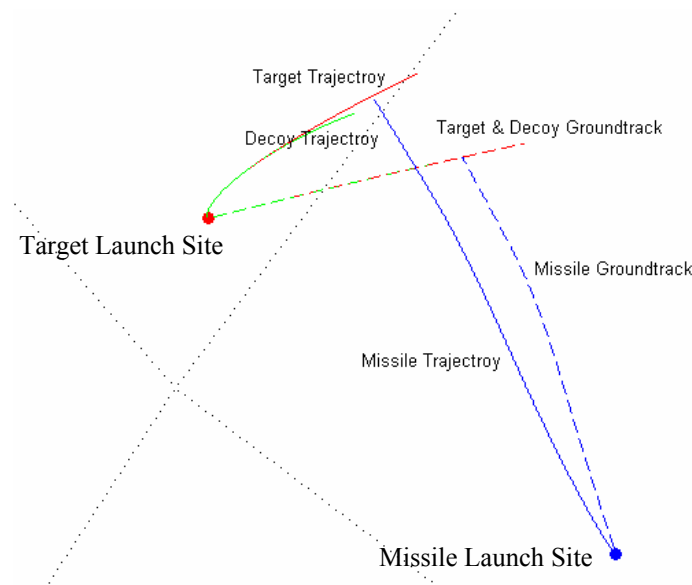 Target Trajectroy
Target & Decoy Groundtrack
Decoy Trajectroy
Target Launch Site
Missile Groundtrack
Missile Trajectroy
Missile Launch Site